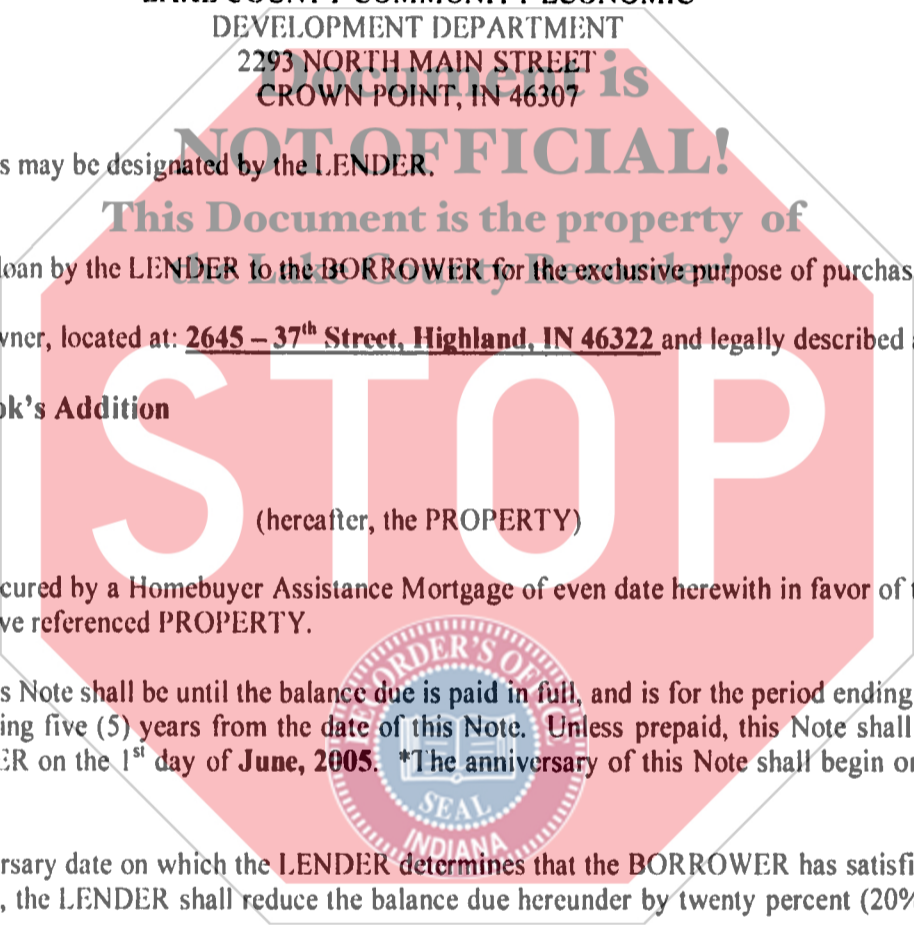 DEVELOPMENT DEPARTMENT
2293 NORTH MAIN STREET
CROWN POINT, IN 46307
Document is
NOT OFFICIAL!
This Document is the property of
the Lake County Recorder!
s may be designated by the LENDER.
loan by the LENDER to the BORROWER for the exclusive purpose of purchas
wner, located at: 2645 – 37th Street, Highland, IN 46322 and legally described
ok's Addition
STOP
(hereafter, the PROPERTY)
cured by a Homebuyer Assistance Mortgage of even date herewith in favor of
ve referenced PROPERTY.
s Note shall be until the balance due is paid in full, and is for the period ending
ing five (5) years from the date of this Note. Unless prepaid, this Note shall
ER on the 1st day of June, 2005. *The anniversary of this Note shall begin or
ORDER'S OFFICE
SEAL
INDIANA
rsary date on which the LENDER determines that the BORROWER has satisfi
, the LENDER shall reduce the balance due hereunder by twenty percent (20%